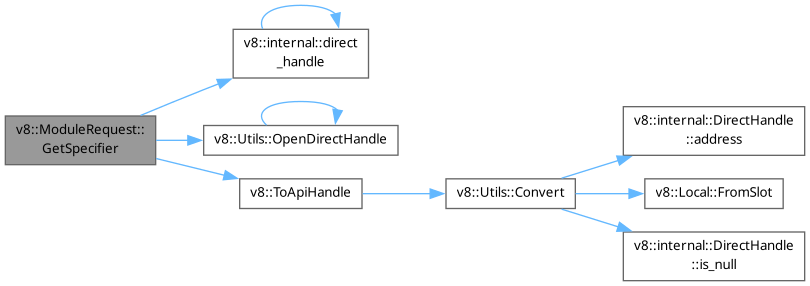 v8::internal::direct
_handle
v8::ModuleRequest::
GetSpecifier
v8::Utils::OpenDirectHandle
v8::ToApiHandle
v8::Utils::Convert
v8::internal::DirectHandle
::address
v8::Local::FromSlot
v8::internal::DirectHandle
::is_null